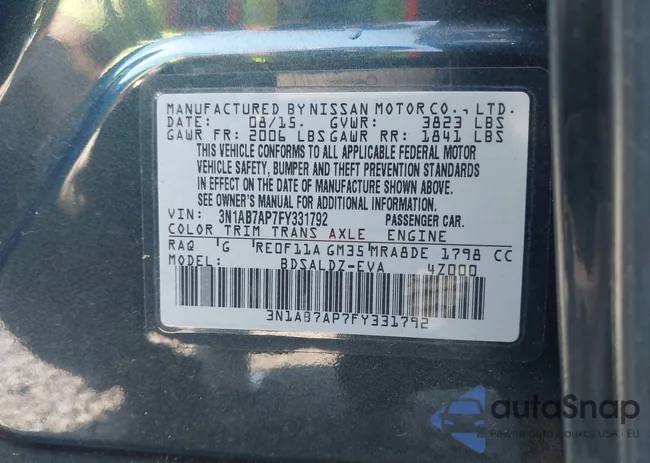 MANUFACTURED BY NISSAN MOTOR CO., LTD.
DATE: 08/15. GVWR: 3823 LBS
GAWR FR: 2006 LBS GAWR RR: 1841 LBS
THIS VEHICLE CONFORMS TO ALL APPLICABLE FEDERAL MOTOR
VEHICLE SAFETY, BUMPER AND THEFT PREVENTION STANDARDS
IN EFFECT ON THE DATE OF MANUFACTURE SHOWN ABOVE.
SEE OWNER'S MANUAL FOR ADDITIONAL INFORMATION.
VIN: 3N1AB7AP7FY331792 PASSENGER CAR.
COLOR TRIM TRANS AXLE ENGINE
RAQ G RE0F11A GM35 MRA8DE 1798 CC
MODEL: BDSALDZ-EVA 4Z000
3N1AB7AP7FY331792
autoSnap